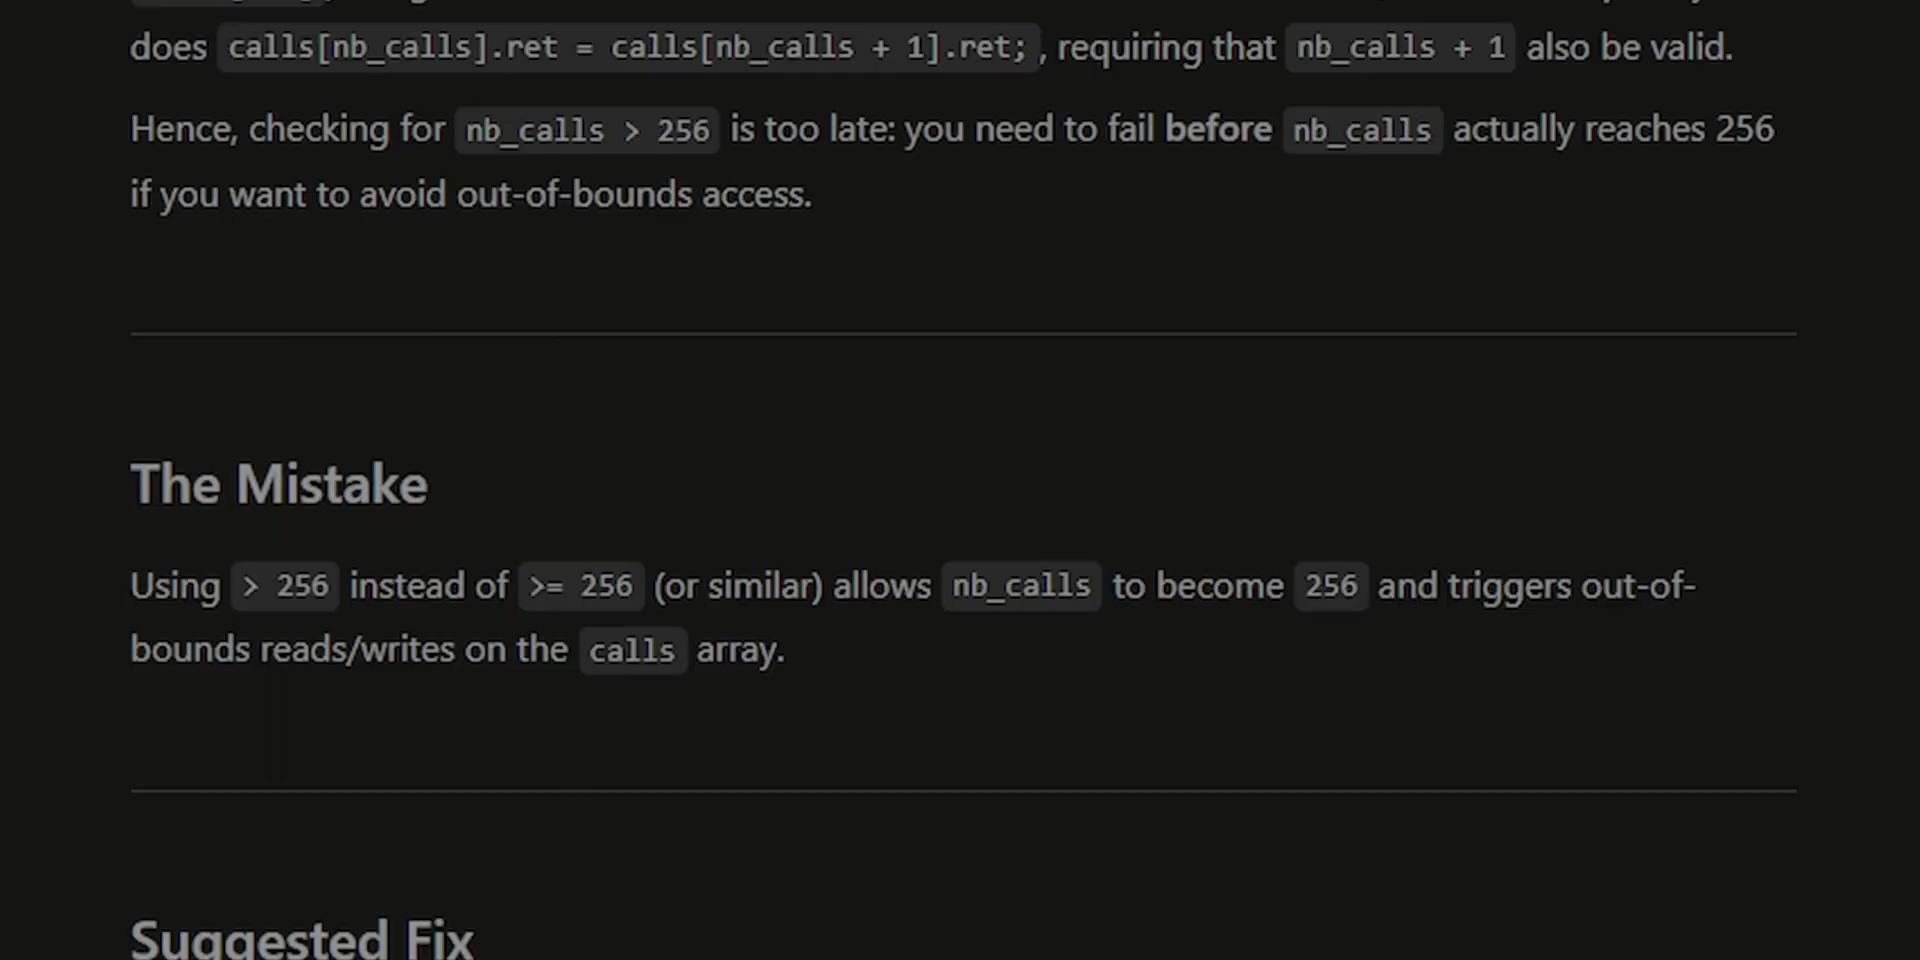 does calls[nb_calls].ret = calls[nb_calls + 1].ret;, requiring that nb_calls + 1 also be valid.
Hence, checking for nb_calls > 256 is too late: you need to fail before nb_calls actually reaches 256
if you want to avoid out-of-bounds access.
The Mistake
Using > 256 instead of >= 256 (or similar) allows nb_calls to become 256 and triggers out-of-
bounds reads/writes on the calls array.
Suggested Fix